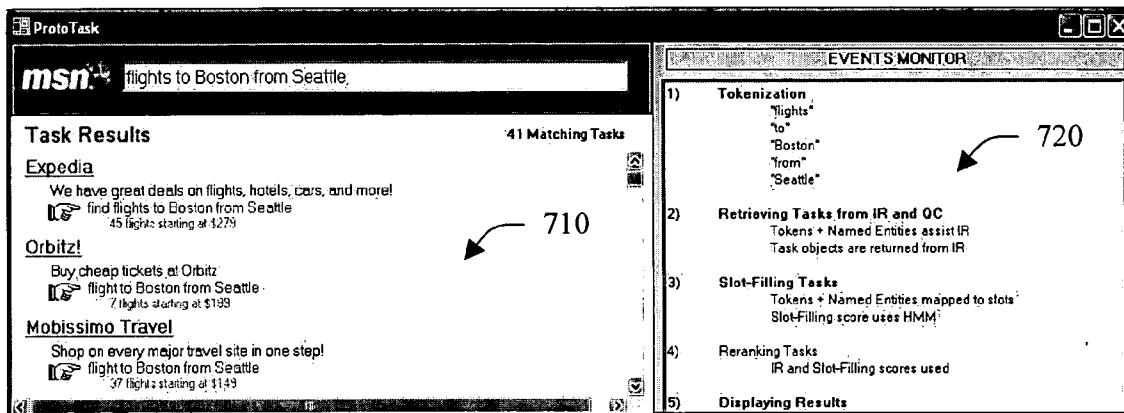 ProtoTask
msn
flights to Boston from Seattle
Task Results
41 Matching Tasks
Expedia
We have great deals on flights, hotels, cars, and more!
find flights to Boston from Seattle
45 flights starting at $279
Orbitz!
Buy cheap tickets at Orbitz
flight to Boston from Seattle
7 flights starting at $199
Mobissimo Travel
Shop on every major travel site in one step!
flight to Boston from Seattle
37 flights starting at $149
710
EVENTS MONITOR
1) Tokenization
"flights"
"to"
"Boston"
"from"
"Seattle"
720
2) Retrieving Tasks from IR and QC
Tokens + Named Entities assist IR
Task objects are returned from IR
3) Slot-Filling Tasks
Tokens + Named Entities mapped to slots
Slot-Filling score uses HMM
4) Reranking Tasks
IR and Slot-Filling scores used
5) Displaying Results